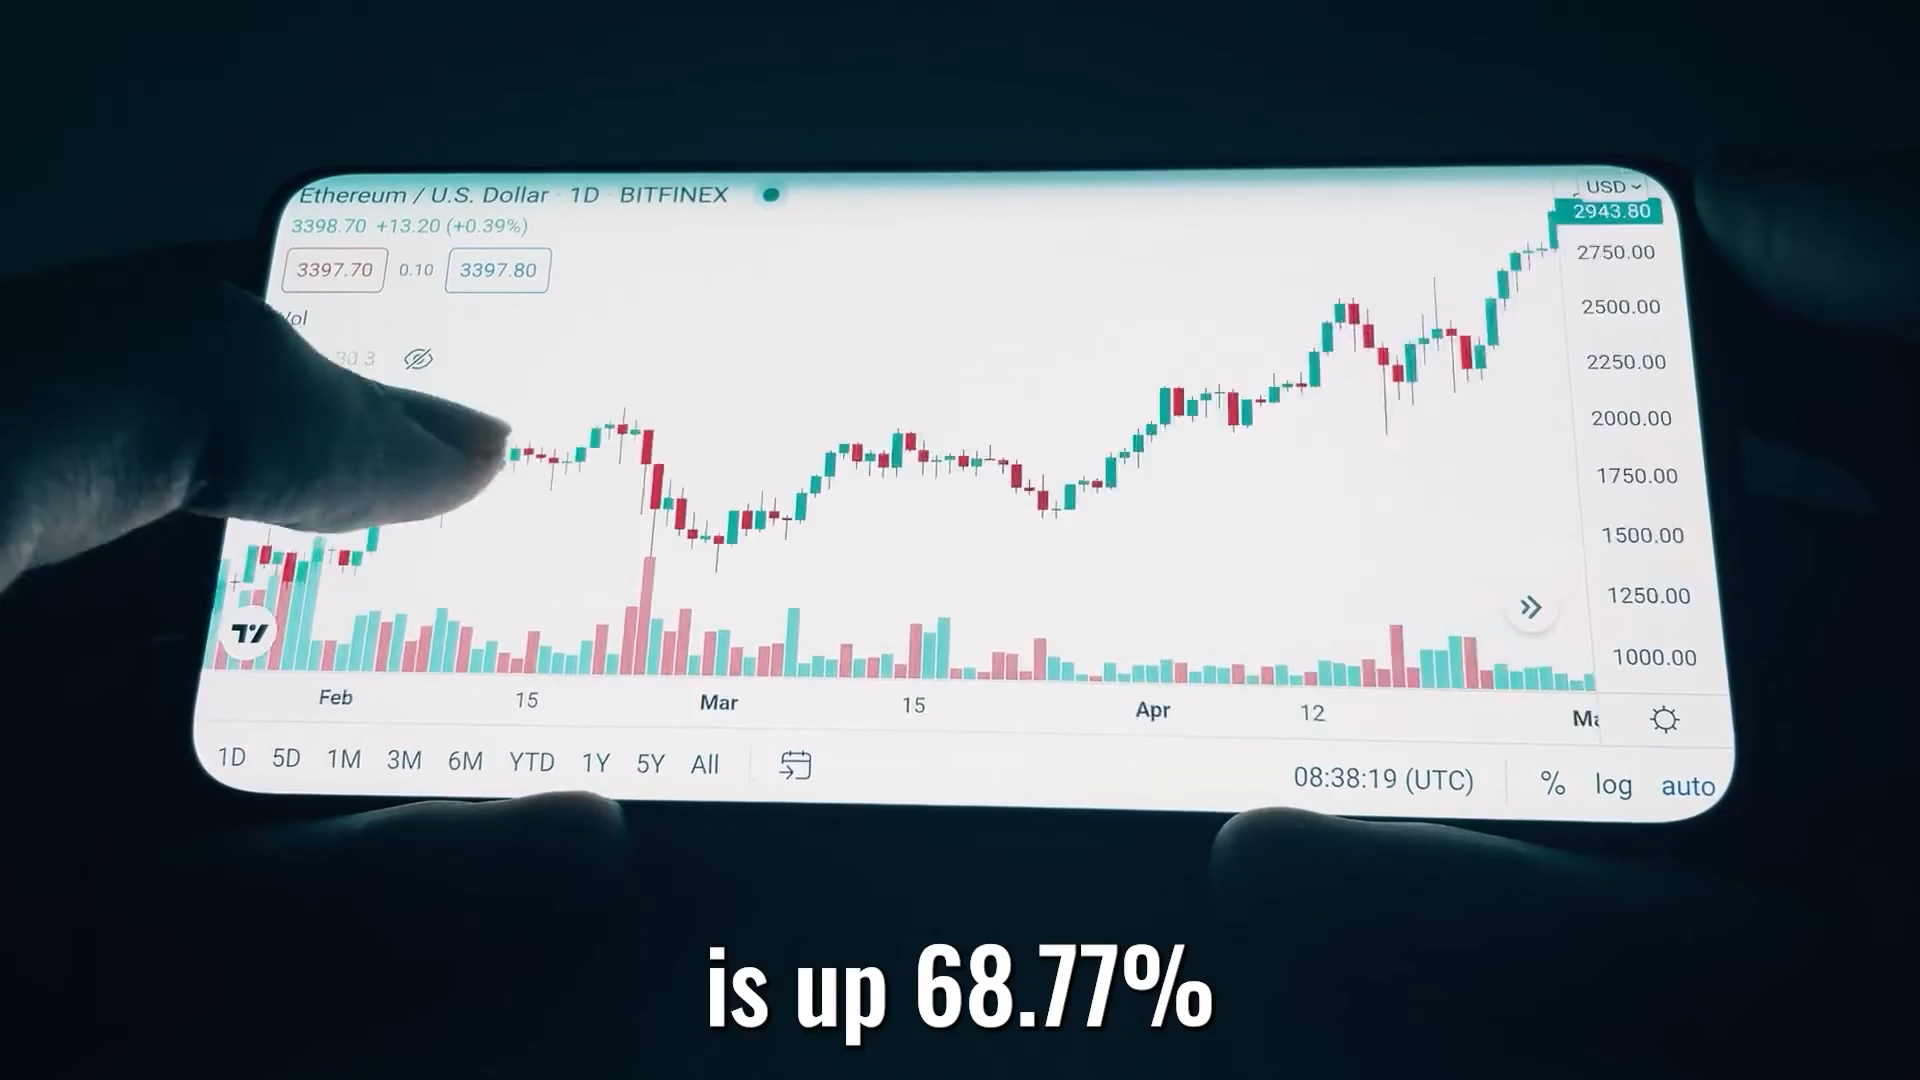 Ethereum / U.S. Dollar · 1D · BITFINEX
USD
3398.70 +13.20 (+0.39%)
2943.80
3397.70 0.10 3397.80
2750.00
2500.00
2250.00
2000.00
1750.00
1500.00
1250.00
1000.00
Vol
Feb 15 Mar 15 Apr 12
1D 5D 1M 3M 6M YTD 1Y 5Y All
08:38:19 (UTC) % log auto
is up 68.77%